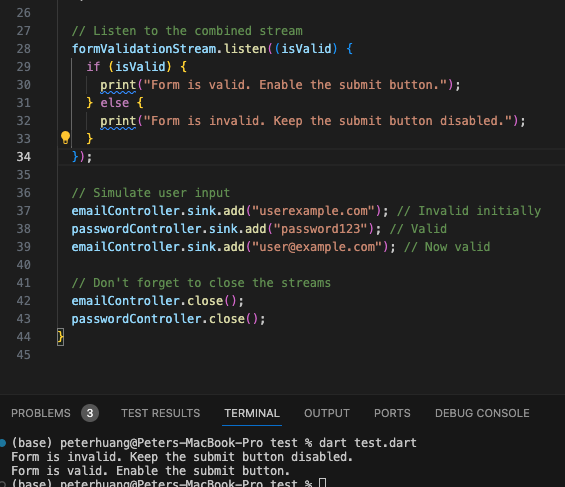 26
27 // Listen to the combined stream
28 formValidationStream.listen((isValid) {
29 if (isValid) {
30 print("Form is valid. Enable the submit button.");
31 } else {
32 print("Form is invalid. Keep the submit button disabled.");
33 }
34 });
35
36 // Simulate user input
37 emailController.sink.add("userexample.com"); // Invalid initially
38 passwordController.sink.add("password123"); // Valid
39 emailController.sink.add("user@example.com"); // Now valid
40
41 // Don't forget to close the streams
42 emailController.close();
43 passwordController.close();
44 }
45
PROBLEMS 3 TEST RESULTS TERMINAL OUTPUT PORTS DEBUG CONSOLE
(base) peterhuang@Peters-MacBook-Pro test % dart test.dart
Form is invalid. Keep the submit button disabled.
Form is valid. Enable the submit button.
(base) peterhuang@Peters-MacBook-Pro test %